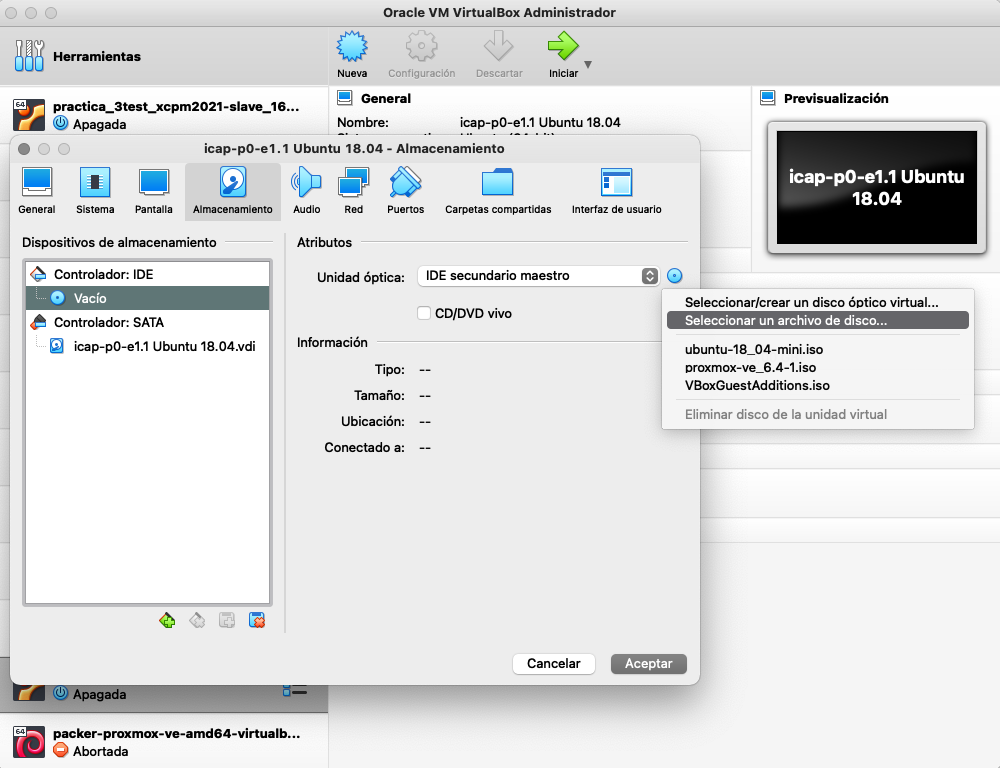 Oracle VM VirtualBox Administrador
Herramientas
Nueva
Configuración
Descartar
Iniciar
64
practica_3test_xcpm2021-slave_16...
Apagada
General
Nombre:
icap-p0-e1.1 Ubuntu 18.04
Previsualización
icap-p0-e1.1 Ubuntu
18.04
icap-p0-e1.1 Ubuntu 18.04 - Almacenamiento
General
Sistema
Pantalla
Almacenamiento
Audio
Red
Puertos
Carpetas compartidas
Interfaz de usuario
Dispositivos de almacenamiento
Controlador: IDE
Vacío
Controlador: SATA
icap-p0-e1.1 Ubuntu 18.04.vdi
Atributos
Unidad óptica:
IDE secundario maestro
CD/DVD vivo
Información
Tipo:
--
Tamaño:
--
Ubicación:
--
Conectado a:
--
Seleccionar/crear un disco óptico virtual...
Seleccionar un archivo de disco...
ubuntu-18_04-mini.iso
proxmox-ve_6.4-1.iso
VBoxGuestAdditions.iso
Eliminar disco de la unidad virtual
Cancelar
Aceptar
Apagada
64
packer-proxmox-ve-amd64-virtualb...
Abortada